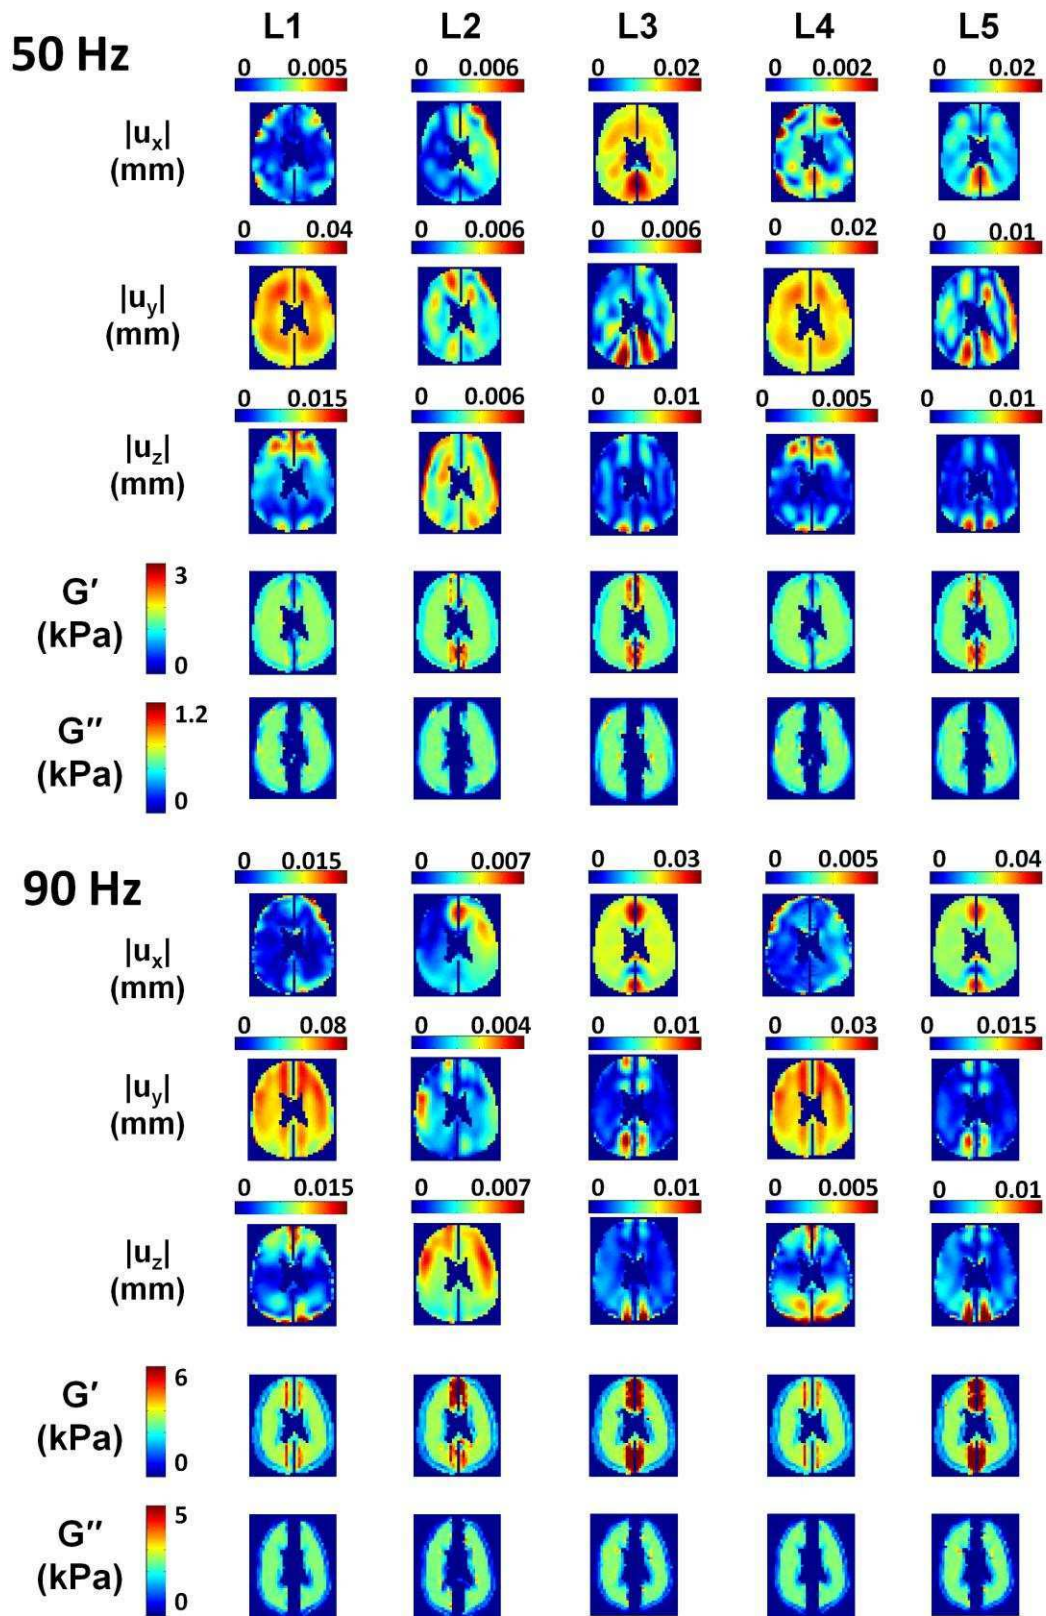 L1 L2 L3 L4 L5
50 Hz
0 0.005 0 0.006 0 0.02 0 0.002 0 0.02
|uₓ|
(mm)
0 0.04 0 0.006 0 0.006 0 0.02 0 0.01
|u_y|
(mm)
0 0.015 0 0.006 0 0.01 0 0.005 0 0.01
|u_z|
(mm)
G′
(kPa)
3
0
G″
(kPa)
1.2
0
90 Hz
0 0.015 0 0.007 0 0.03 0 0.005 0 0.04
|uₓ|
(mm)
0 0.08 0 0.004 0 0.01 0 0.03 0 0.015
|u_y|
(mm)
0 0.015 0 0.007 0 0.01 0 0.005 0 0.01
|u_z|
(mm)
G′
(kPa)
6
0
G″
(kPa)
5
0